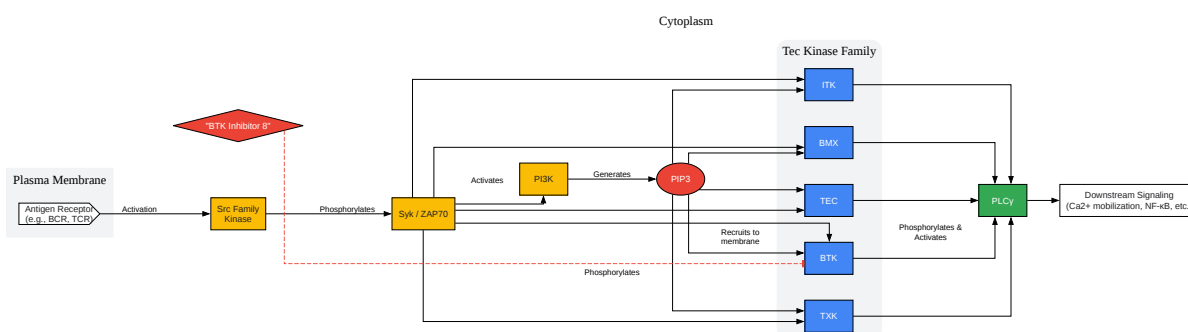 Cytoplasm
Tec Kinase Family
ITK
"BTK Inhibitor 8"
BMX
Plasma Membrane
PI3K
Generates
PIP3
Activates
Antigen Receptor
(e.g., BCR, TCR)
Activation
Src Family
Kinase
Phosphorylates
Syk / ZAP70
TEC
PLCγ
Downstream Signaling
(Ca2+ mobilization, NF-κB, etc.
Recruits to
membrane
Phosphorylates &
Activates
BTK
Phosphorylates
TXK